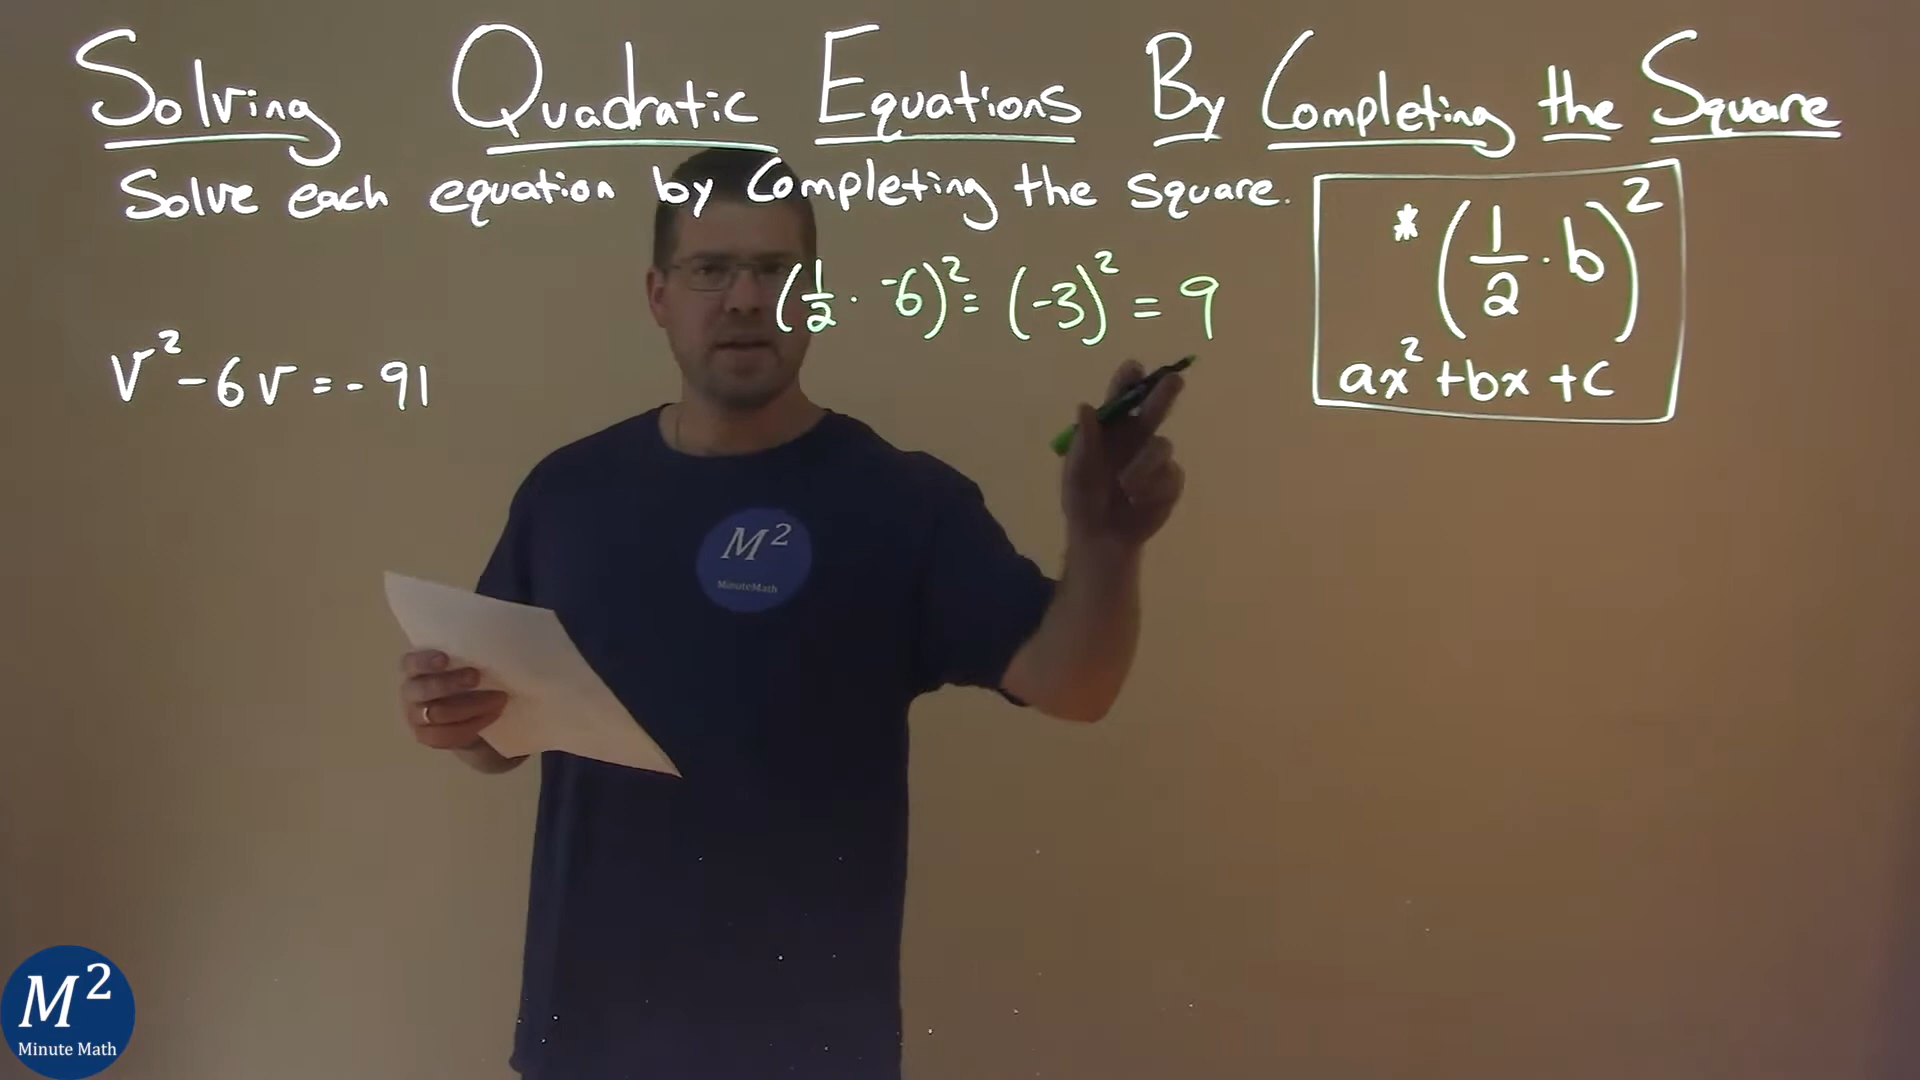 Solving Quadratic Equations By Completing the Square
Solve each equation by completing the square.
* (1/2 · b)²
(1/2 · -6)² = (-3)² = 9
v² - 6v = -91
ax² + bx + c
M²
MinuteMath
M²
Minute Math